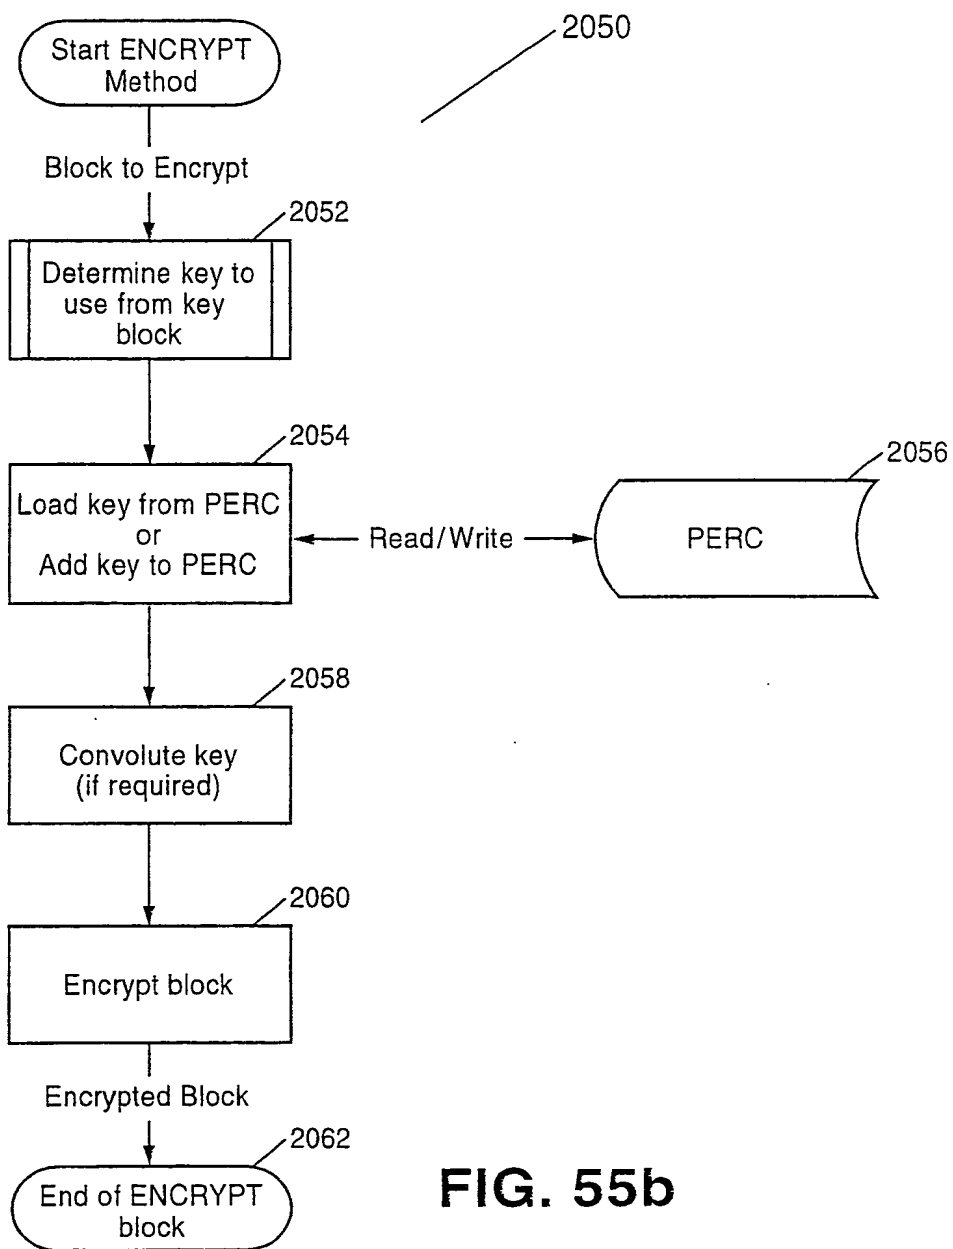 Start ENCRYPT
Method
2050
Block to Encrypt
2052
Determine key to
use from key
block
2054
Load key from PERC
or
Add key to PERC
Read/Write
2056
PERC
2058
Convolute key
(if required)
2060
Encrypt block
Encrypted Block
2062
End of ENCRYPT
block
FIG. 55b